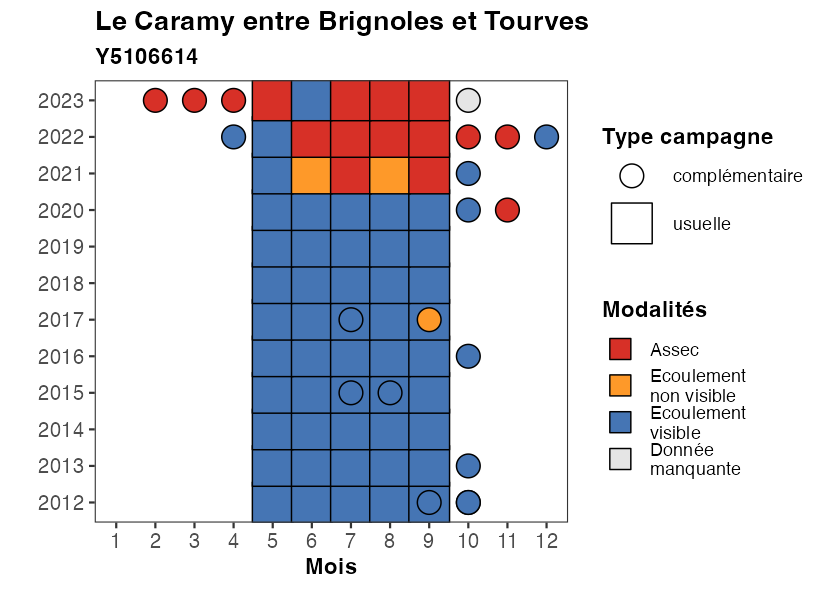 Le Caramy entre Brignoles et Tourves
Y5106614
2023
2022
2021
2020
2019
2018
2017
2016
2015
2014
2013
2012
1 2 3 4 5 6 7 8 9 10 11 12
Mois
Type campagne
complémentaire
usuelle
Modalités
Assec
Ecoulement
non visible
Ecoulement
visible
Donnée
manquante